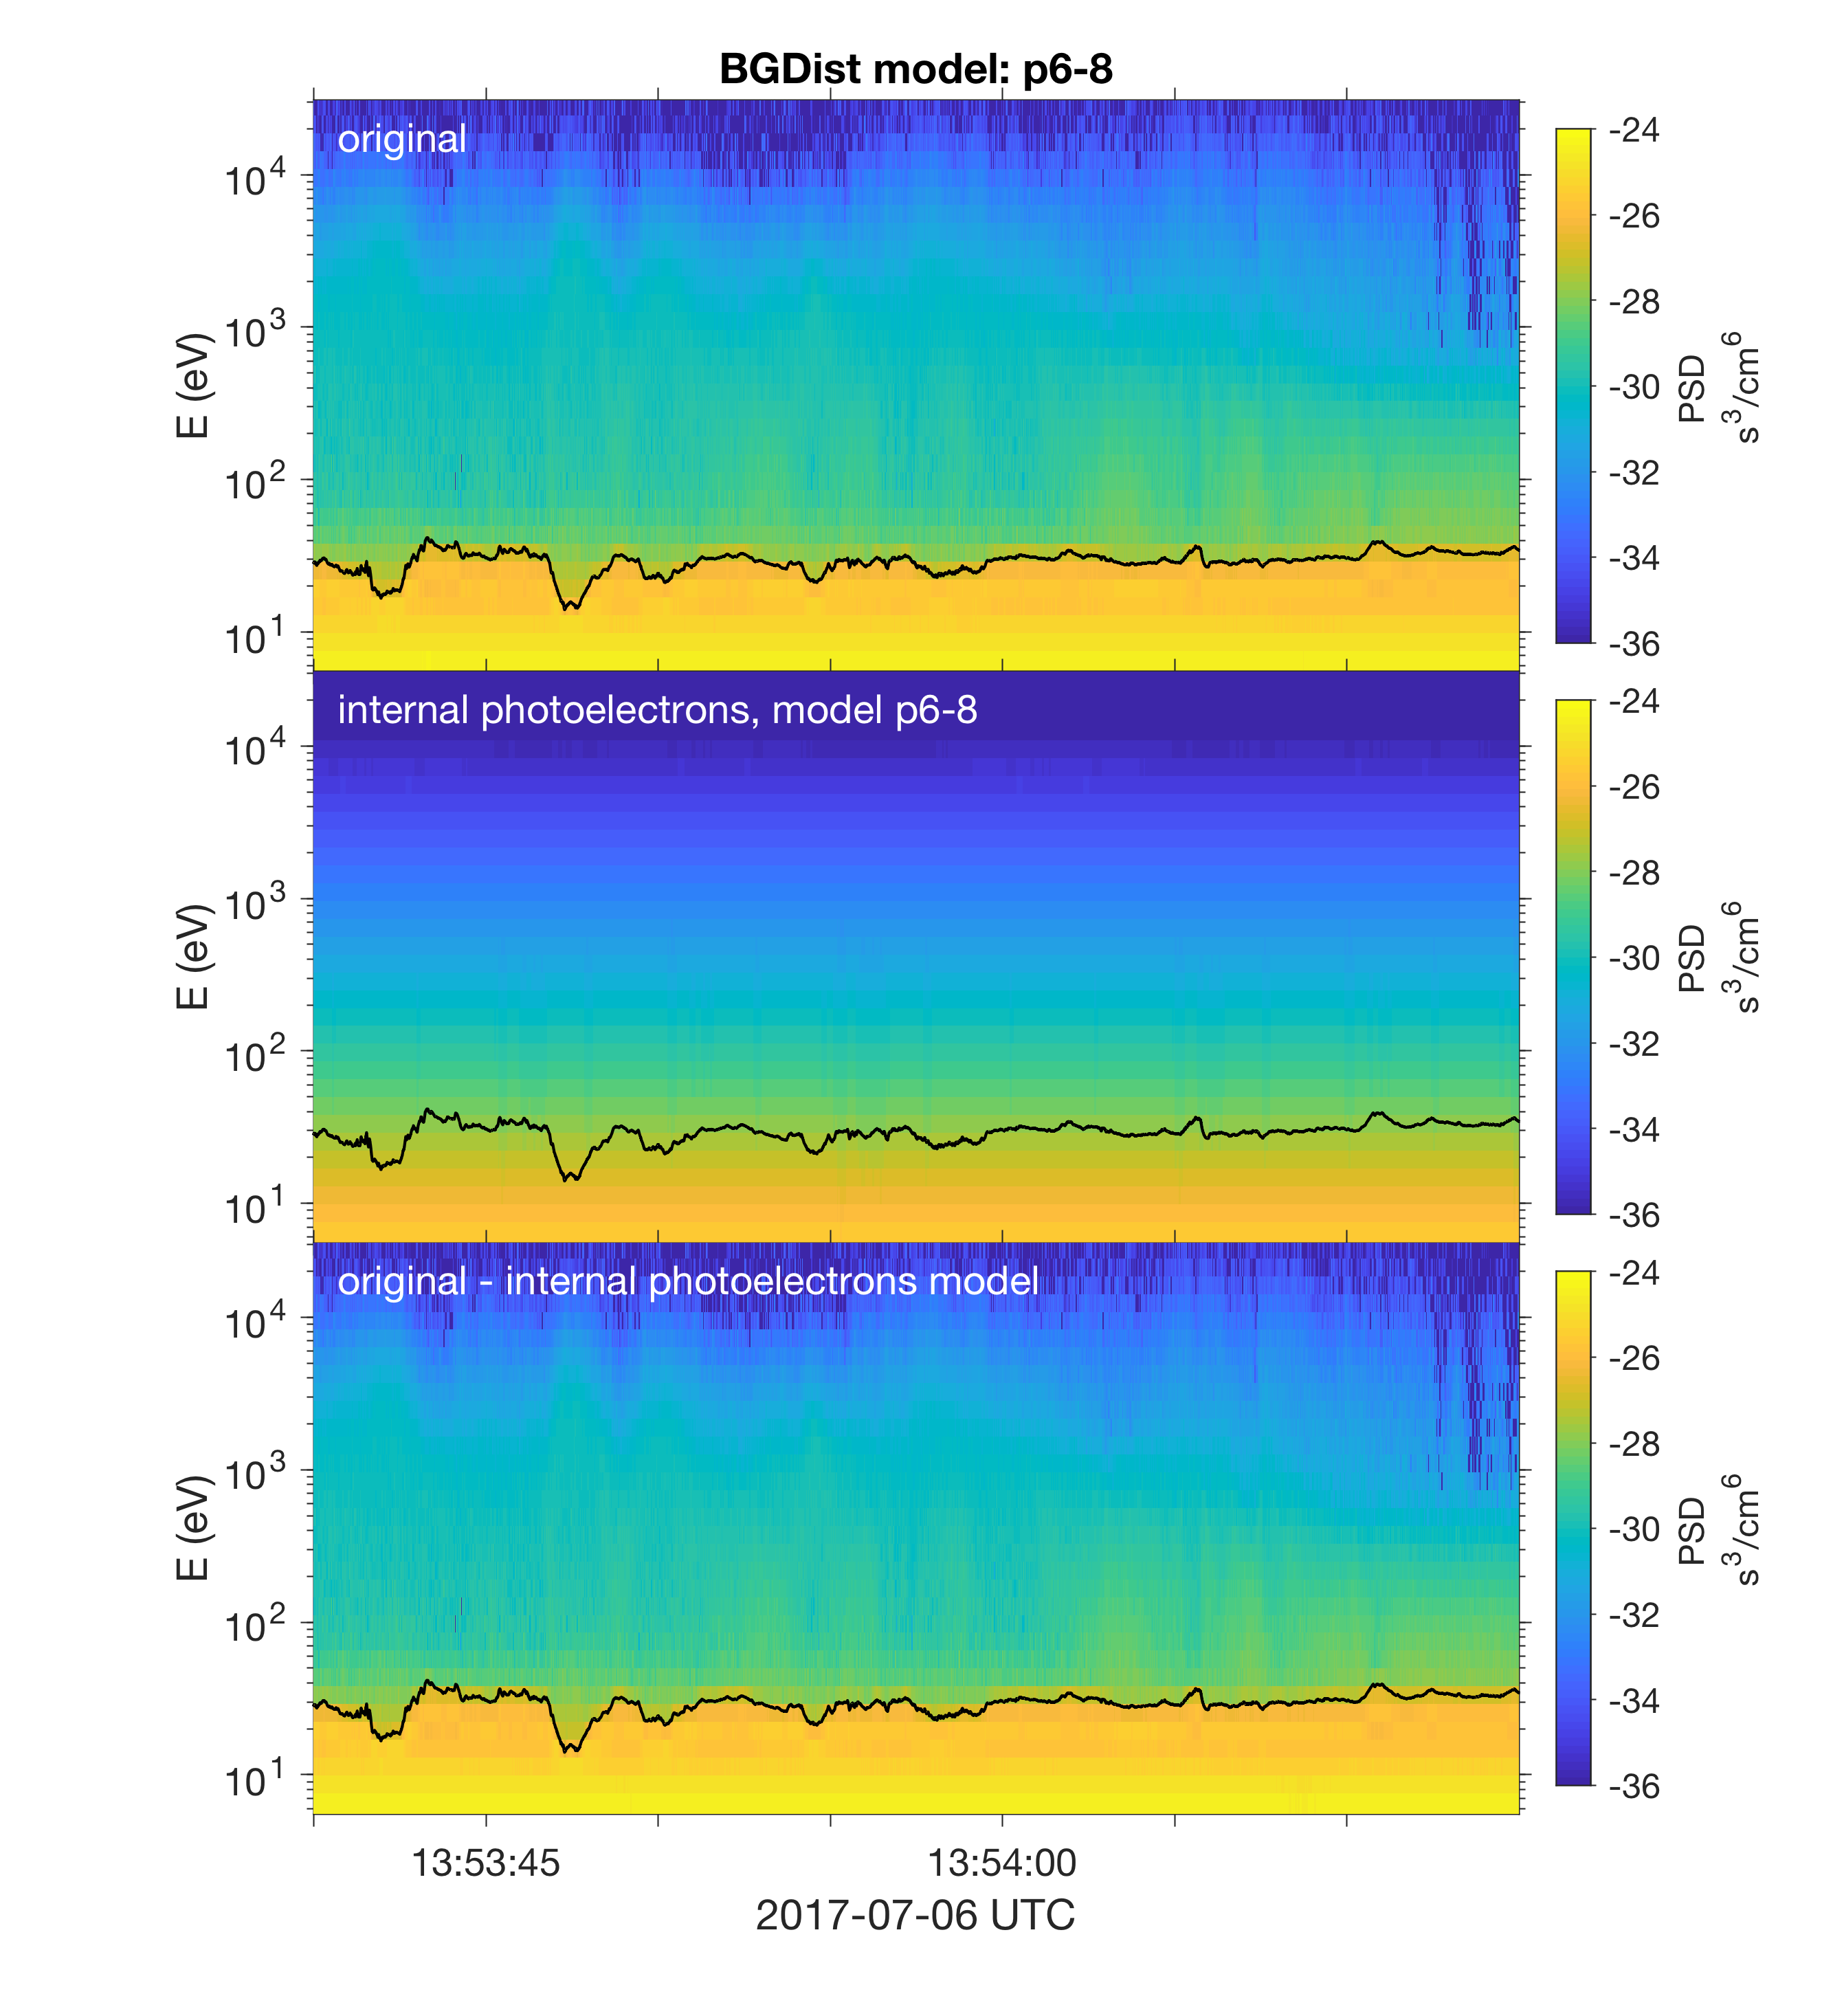 BGDist model: p6-8
original
10^4
10^3
10^2
10^1
E (eV)
-24
-26
-28
-30
-32
-34
-36
PSD
s^3/cm^6
internal photoelectrons, model p6-8
10^4
10^3
10^2
10^1
E (eV)
-24
-26
-28
-30
-32
-34
-36
PSD
s^3/cm^6
original - internal photoelectrons model
10^4
10^3
10^2
10^1
E (eV)
-24
-26
-28
-30
-32
-34
-36
PSD
s^3/cm^6
13:53:45 13:54:00
2017-07-06 UTC